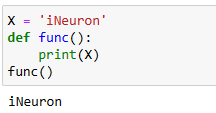 X = 'iNeuron'
def func():
    print(X)
func()
iNeuron